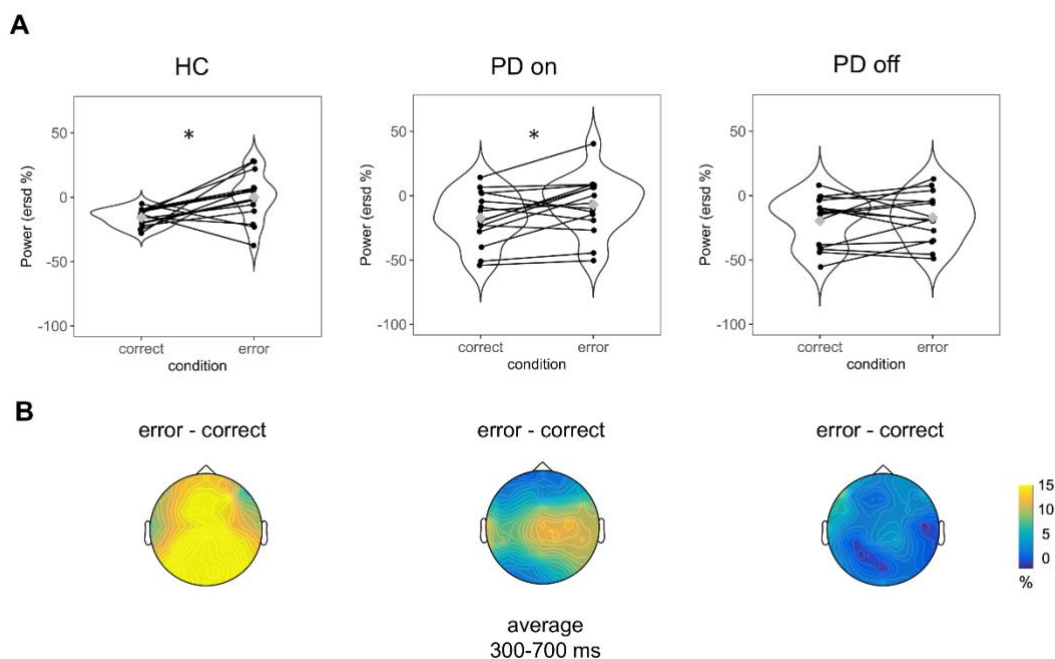 A
HC
PD on
PD off
*
*
50
0
-50
-100
Power (ersd %)
correct
error
condition
50
0
-50
-100
Power (ersd %)
correct
error
condition
50
0
-50
-100
Power (ersd %)
correct
error
condition
B
error - correct
error - correct
error - correct
15
10
5
0
%
average
300-700 ms